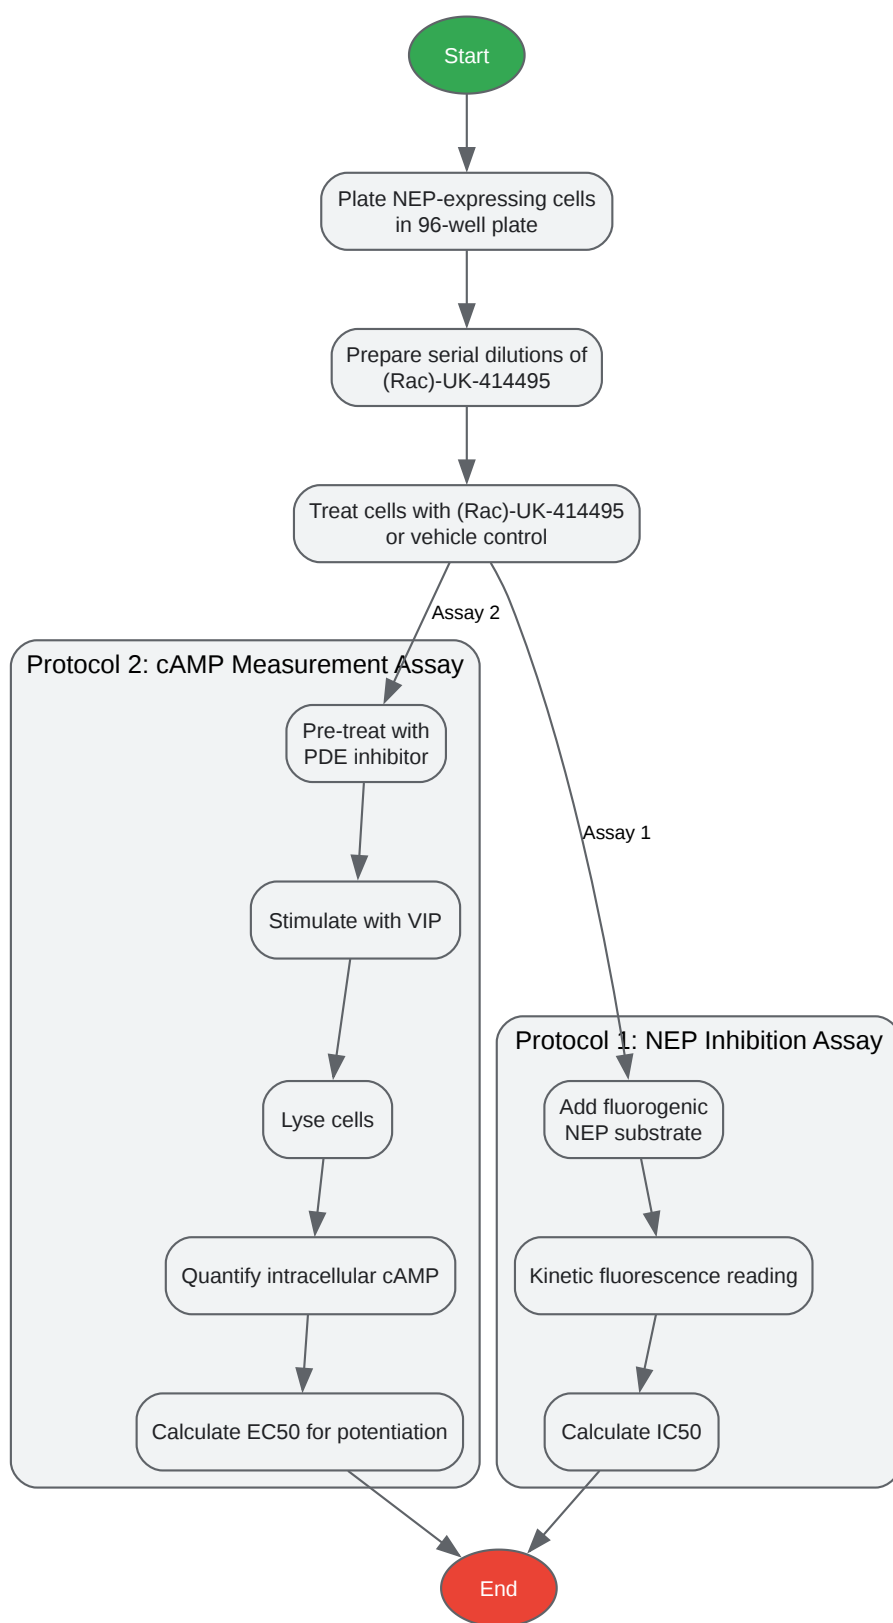 Start
Plate NEP-expressing cells
in 96-well plate
Prepare serial dilutions of
(Rac)-UK-414495
Treat cells with (Rac)-UK-414495
or vehicle control
Assay 2
Protocol 2: cAMP Measurement Assay
Pre-treat with
PDE inhibitor
Stimulate with VIP
Lyse cells
Quantify intracellular cAMP
Calculate EC50 for potentiation
Assay 1
Protocol 1: NEP Inhibition Assay
Add fluorogenic
NEP substrate
Kinetic fluorescence reading
Calculate IC50
End